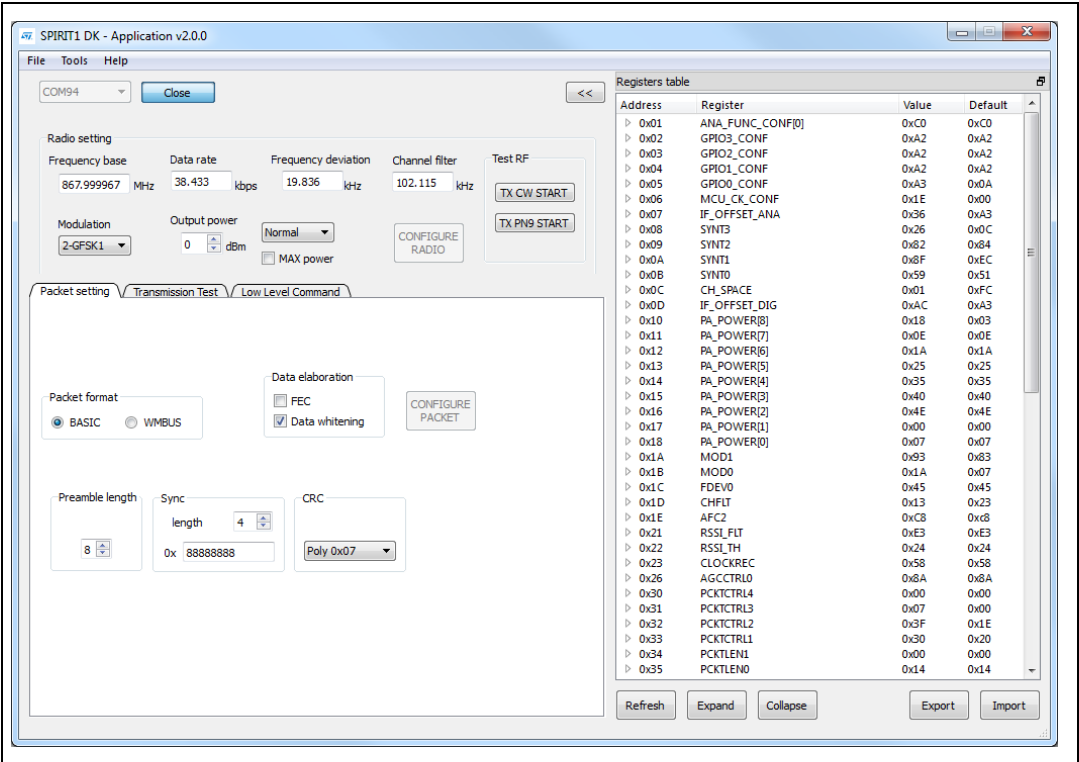 SPIRIT1 DK - Application v2.0.0
File Tools Help
COM94 Close <<
Radio setting
Frequency base Data rate Frequency deviation Channel filter Test RF
867.999967 MHz 38.433 kbps 19.836 kHz 102.115 kHz TX CW START
Modulation Output power TX PN9 START
2-GFSK1 0 dBm Normal CONFIGURE RADIO
MAX power
Packet setting Transmission Test Low Level Command
Data elaboration
Packet format FEC CONFIGURE PACKET
BASIC WMBUS Data whitening
Preamble length Sync CRC
length 4
8 0x 88888888 Poly 0x07
Registers table
Address Register Value Default
0x01 ANA_FUNC_CONF[0] 0xC0 0xC0
0x02 GPIO3_CONF 0xA2 0xA2
0x03 GPIO2_CONF 0xA2 0xA2
0x04 GPIO1_CONF 0xA2 0xA2
0x05 GPIO0_CONF 0xA3 0x0A
0x06 MCU_CK_CONF 0x1E 0x00
0x07 IF_OFFSET_ANA 0x36 0xA3
0x08 SYNT3 0x26 0x0C
0x09 SYNT2 0x82 0x84
0x0A SYNT1 0x8F 0xEC
0x0B SYNT0 0x59 0x51
0x0C CH_SPACE 0x01 0xFC
0x0D IF_OFFSET_DIG 0xAC 0xA3
0x10 PA_POWER[8] 0x18 0x03
0x11 PA_POWER[7] 0x0E 0x0E
0x12 PA_POWER[6] 0x1A 0x1A
0x13 PA_POWER[5] 0x25 0x25
0x14 PA_POWER[4] 0x35 0x35
0x15 PA_POWER[3] 0x40 0x40
0x16 PA_POWER[2] 0x4E 0x4E
0x17 PA_POWER[1] 0x00 0x00
0x18 PA_POWER[0] 0x07 0x07
0x1A MOD1 0x93 0x83
0x1B MOD0 0x1A 0x07
0x1C FDEV0 0x45 0x45
0x1D CHFLT 0x13 0x23
0x1E AFC2 0xC8 0xc8
0x21 RSSI_FLT 0xE3 0xE3
0x22 RSSI_TH 0x24 0x24
0x23 CLOCKREC 0x58 0x58
0x26 AGCCTRL0 0x8A 0x8A
0x30 PCKTCTRL4 0x00 0x00
0x31 PCKTCTRL3 0x07 0x00
0x32 PCKTCTRL2 0x3F 0x1E
0x33 PCKTCTRL1 0x30 0x20
0x34 PCKTLEN1 0x00 0x00
0x35 PCKTLEN0 0x14 0x14
Refresh Expand Collapse Export Import